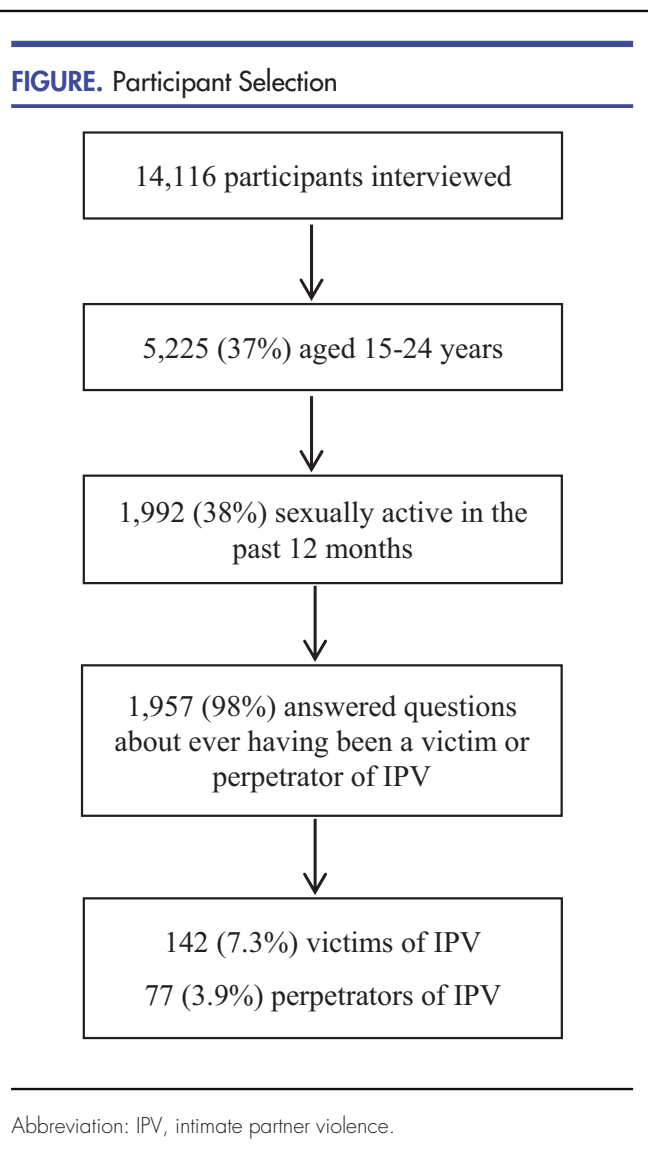 FIGURE. Participant Selection
14,116 participants interviewed
5,225 (37%) aged 15-24 years
1,992 (38%) sexually active in the
past 12 months
1,957 (98%) answered questions
about ever having been a victim or
perpetrator of IPV
142 (7.3%) victims of IPV
77 (3.9%) perpetrators of IPV
Abbreviation: IPV, intimate partner violence.